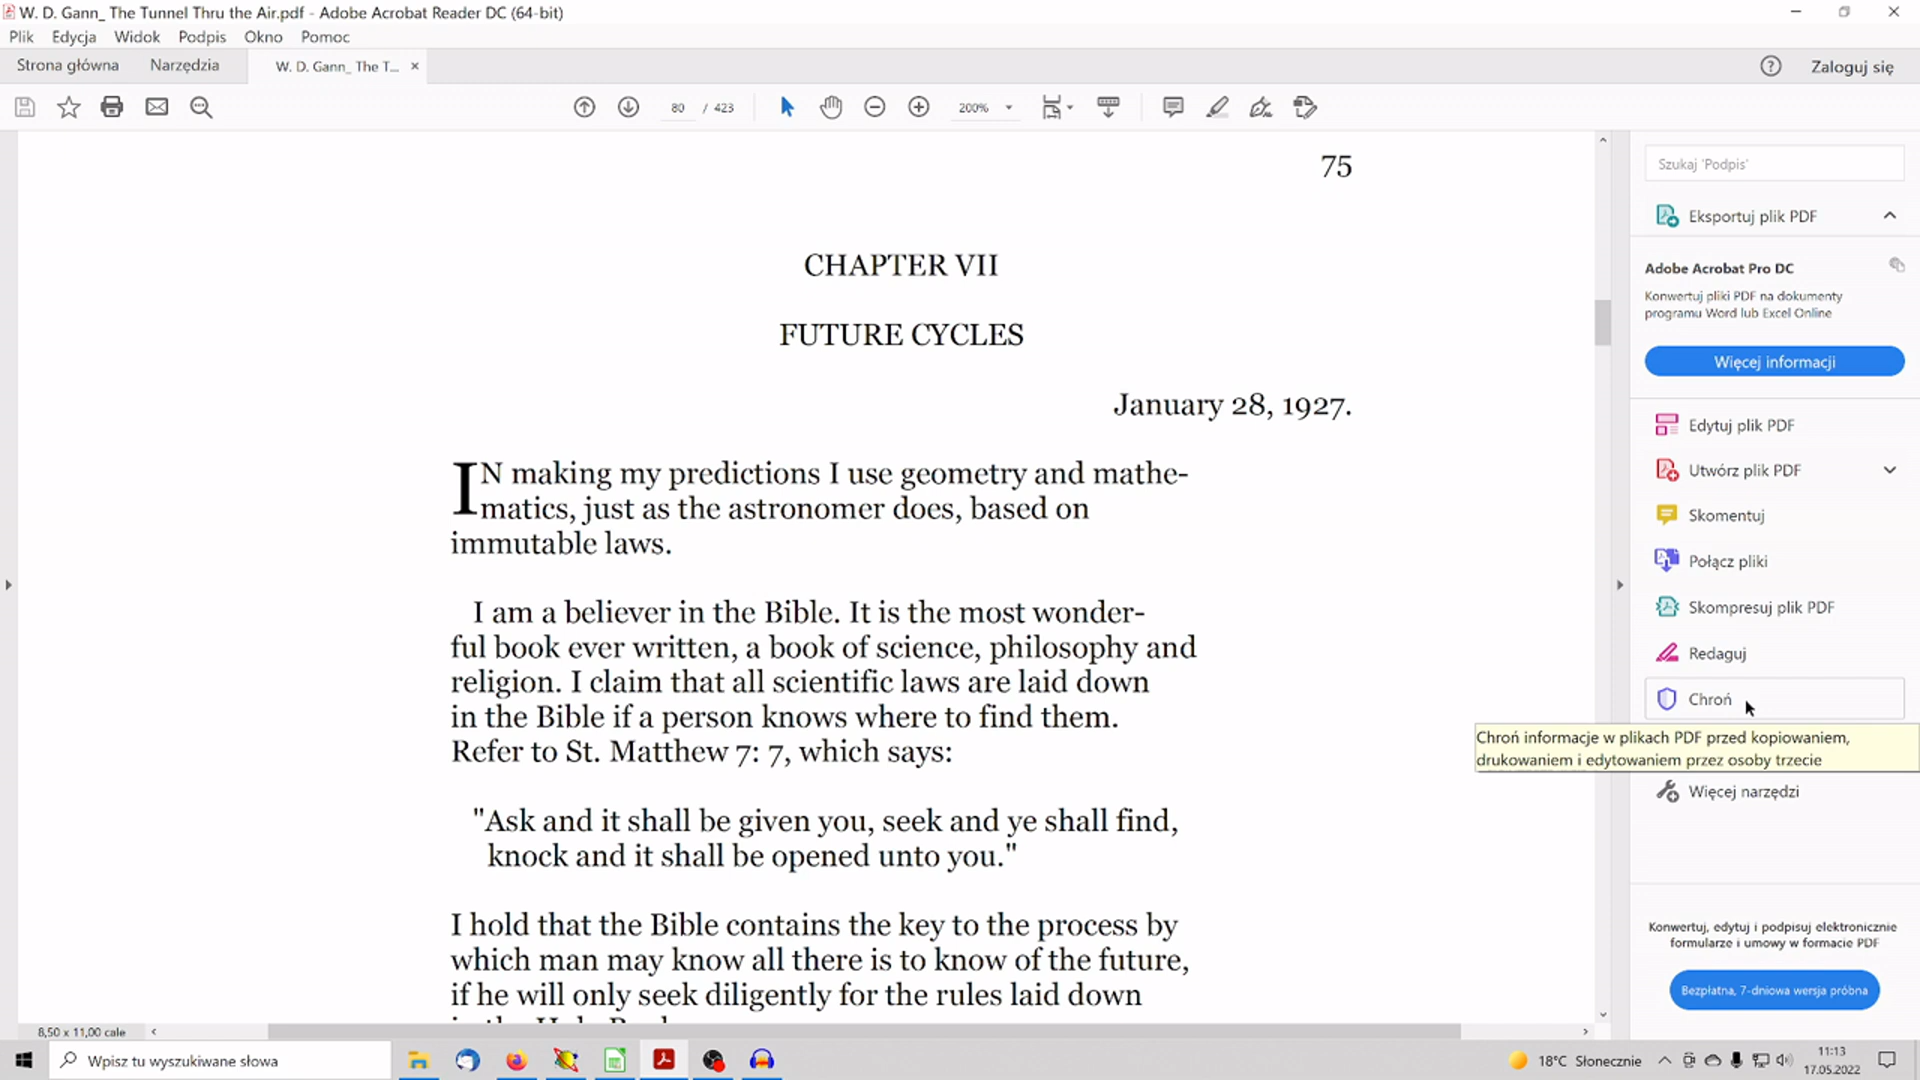 W. D. Gann_ The Tunnel Thru the Air.pdf - Adobe Acrobat Reader DC (64-bit)
Plik Edycja Widok Podpis Okno Pomoc
Strona główna Narzędzia W. D. Gann_ The T... Zaloguj się
80 / 423 200%
75
CHAPTER VII
FUTURE CYCLES
January 28, 1927.
IN making my predictions I use geometry and mathe-
matics, just as the astronomer does, based on
immutable laws.
I am a believer in the Bible. It is the most wonder-
ful book ever written, a book of science, philosophy and
religion. I claim that all scientific laws are laid down
in the Bible if a person knows where to find them.
Refer to St. Matthew 7: 7, which says:
"Ask and it shall be given you, seek and ye shall find,
knock and it shall be opened unto you."
I hold that the Bible contains the key to the process by
which man may know all there is to know of the future,
if he will only seek diligently for the rules laid down
8,50 x 11,00 cale
Szukaj 'Podpis'
Eksportuj plik PDF
Adobe Acrobat Pro DC
Konwertuj pliki PDF na dokumenty
programu Word lub Excel Online
Więcej informacji
Edytuj plik PDF
Utwórz plik PDF
Skomentuj
Połącz pliki
Skompresuj plik PDF
Redaguj
Chroń
Chroń informacje w plikach PDF przed kopiowaniem,
drukowaniem i edytowaniem przez osoby trzecie
Więcej narzędzi
Konwertuj, edytuj i podpisuj elektronicznie
formularze i umowy w formacie PDF
Bezpłatna, 7-dniowa wersja próbna
Wpisz tu wyszukiwane słowa
18°C Słonecznie
11:13
17.05.2022